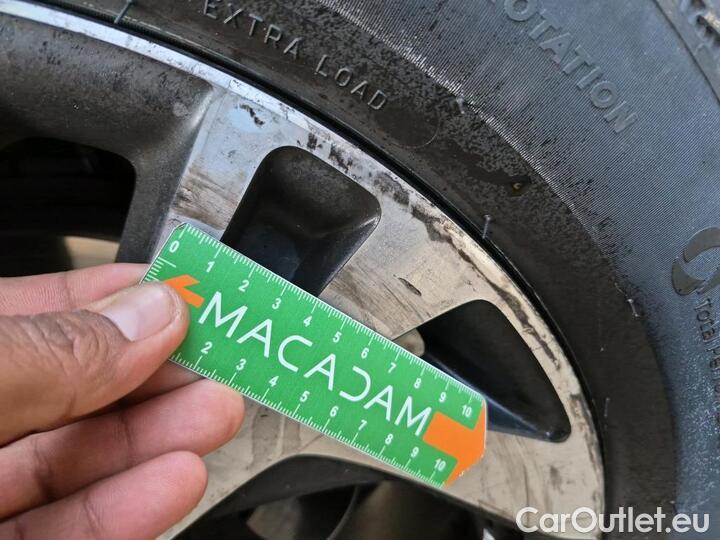 EXTRA LOAD
ROTATION
0 1 2 3 4 5 6 7 8 9 10
MACADAM
2 3 4 5 6 7 8 9 10
CarOutlet.eu